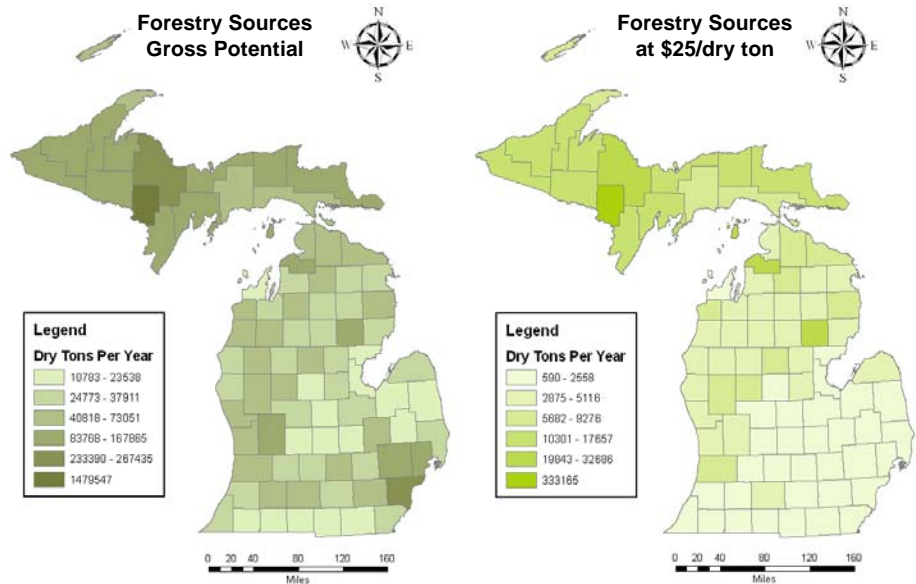 Forestry Sources
Gross Potential
N
W
E
S
Legend
Dry Tons Per Year
10783 - 23538
24773 - 37911
40818 - 73051
83768 - 167865
233390 - 267435
1479547
0 20 40 80 120 160
Miles
Forestry Sources
at $25/dry ton
N
W
E
S
Legend
Dry Tons Per Year
590 - 2558
2875 - 5116
5682 - 9276
10301 - 17657
19843 - 32686
333165
0 20 40 80 120 160
Miles